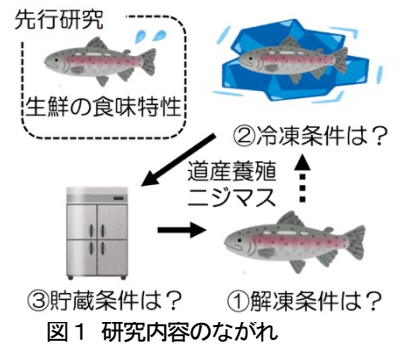 先行研究
生鮮の食味特性
②冷凍条件は？
道産養殖
ニジマス
③貯蔵条件は？
①解凍条件は？
図１ 研究内容のながれ